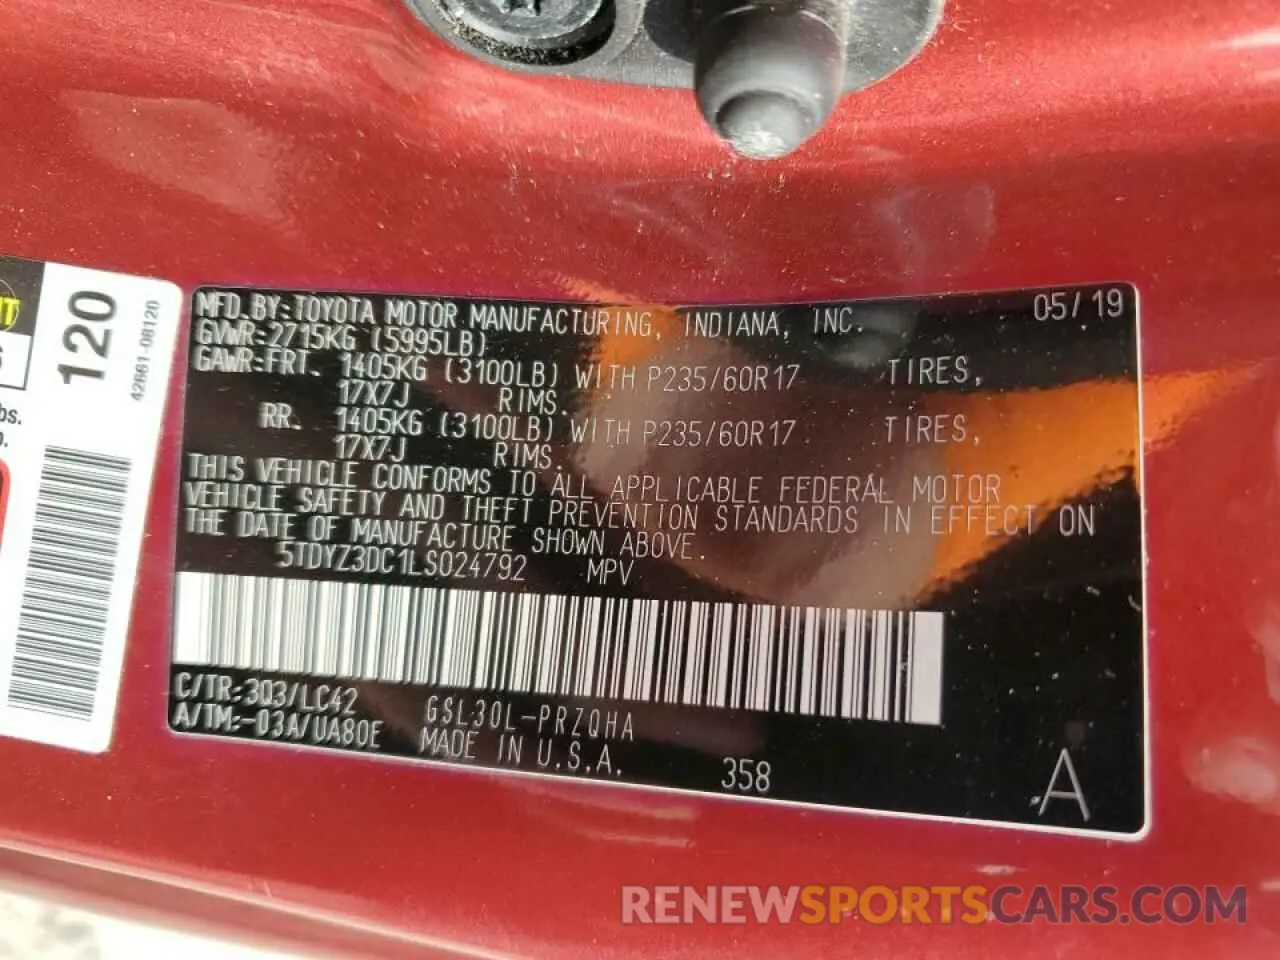 MFD.BY:TOYOTA MOTOR MANUFACTURING, INDIANA, INC. 05/19
GVWR:2715KG (5995LB)
GAWR:FRT. 1405KG (3100LB) WITH P235/60R17 TIRES,
17X7J RIMS.
RR. 1405KG (3100LB) WITH P235/60R17 TIRES,
17X7J RIMS.
THIS VEHICLE CONFORMS TO ALL APPLICABLE FEDERAL MOTOR
VEHICLE SAFETY AND THEFT PREVENTION STANDARDS IN EFFECT ON
THE DATE OF MANUFACTURE SHOWN ABOVE.
5TDYZ3DC1LS024792 MPV
C/TR:3Q3/LC42 GSL30L-PRZQHA
A/TM:-03A/UA80E MADE IN U.S.A. 358
A
120
42661-08120
bs.
RENEWSPORTSCARS.COM